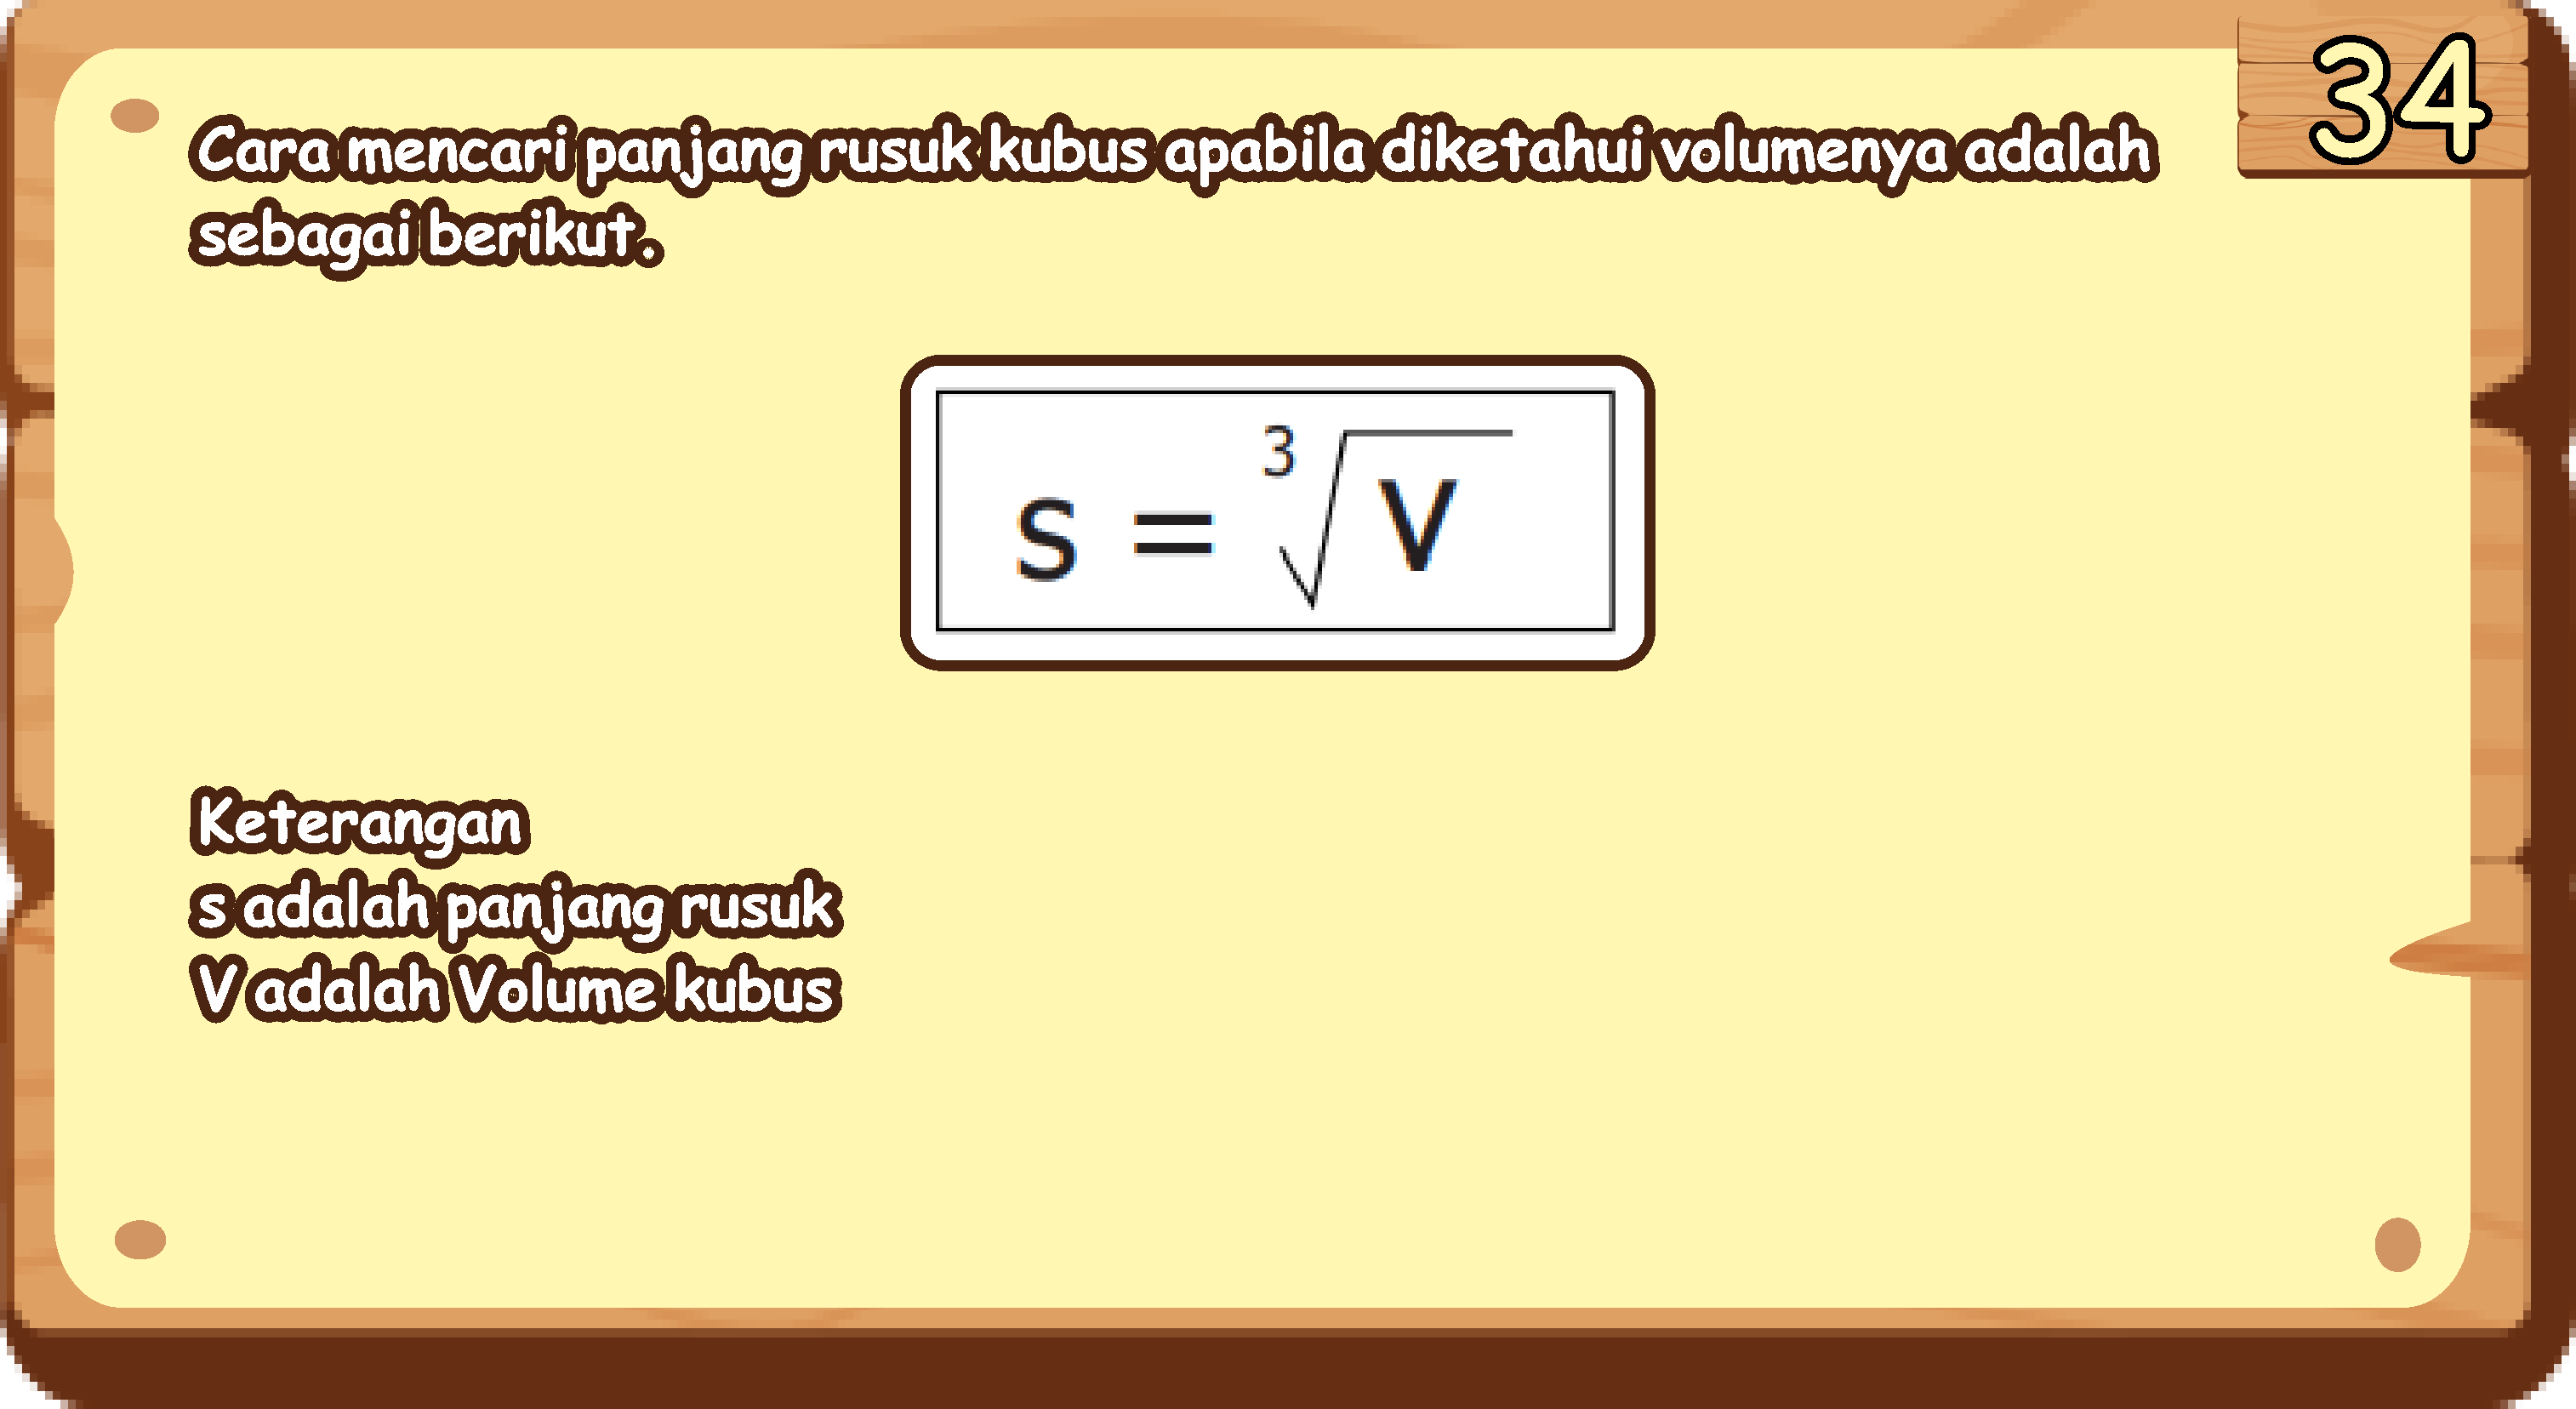 34
Cara mencari panjang rusuk kubus apabila diketahui volumenya adalah
sebagai berikut.
s = ³√V
Keterangan
s adalah panjang rusuk
V adalah Volume kubus